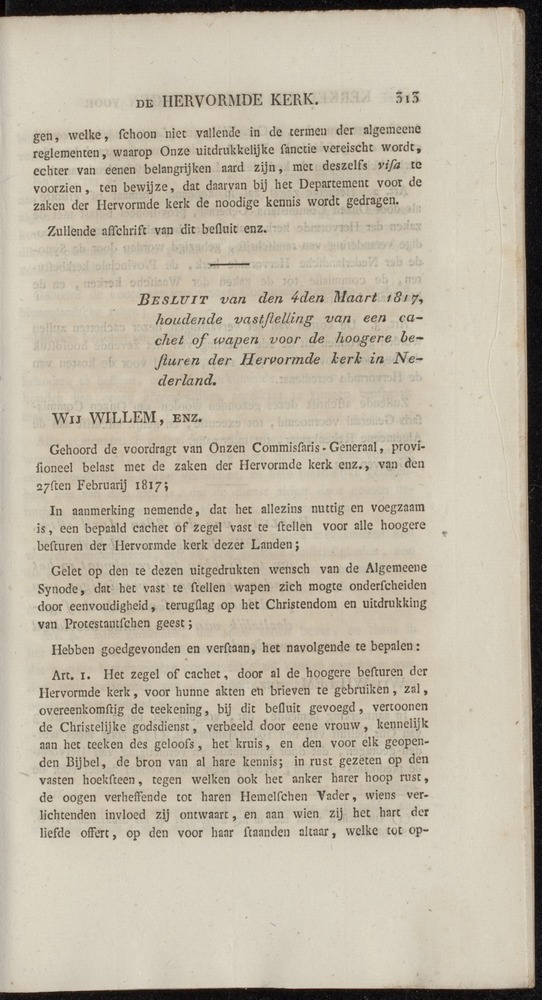 DE HERVORMDE KERK. 313
gen, welke, ſchoon niet vallende in de termen der algemeene
reglementen, waarop Onze uitdrukkelijke ſanctie vereischt wordt,
echter van eenen belangrijken aard zijn, met deszelfs viſa te
voorzien, ten bewijze, dat daarvan bij het Departement voor de
zaken der Hervormde kerk de noodige kennis wordt gedragen.
Zullende afſchrift van dit beſluit enz.
BESLUIT van den 4den Maart 1817,
houdende vastſtelling van een ca-
chet of wapen voor de hoogere be-
ſturen der Hervormde kerk in Ne-
derland.
WIJ WILLEM, ENZ.
Gehoord de voordragt van Onzen Commisſaris-Generaal, provi-
ſioneel belast met de zaken der Hervormde kerk enz., van den
27ſten Februarij 1817;
In aanmerking nemende, dat het allezins nuttig en voegzaam
is, een bepaald cachet of zegel vast te ſtellen voor alle hoogere
beſturen der Hervormde kerk dezer Landen;
Gelet op den te dezen uitgedrukten wensch van de Algemeene
Synode, dat het vast te ſtellen wapen zich mogte onderſcheiden
door eenvoudigheid, terugſlag op het Christendom en uitdrukking
van Protestantſchen geest;
Hebben goedgevonden en verſtaan, het navolgende te bepalen:
Art. 1. Het zegel of cachet, door al de hoogere beſturen der
Hervormde kerk, voor hunne akten en brieven te gebruiken, zal,
overeenkomſtig de teekening, bij dit beſluit gevoegd, vertoonen
de Christelijke godsdienst, verbeeld door eene vrouw, kennelijk
aan het teeken des geloofs, het kruis, en den voor elk geopen-
den Bijbel, de bron van al hare kennis; in rust gezeten op den
vasten hoekſteen, tegen welken ook het anker harer hoop rust,
de oogen verheffende tot haren Hemelſchen Vader, wiens ver-
lichtenden invloed zij ontwaart, en aan wien zij het hart der
liefde offert, op den voor haar ſtaanden altaar, welke tot op-